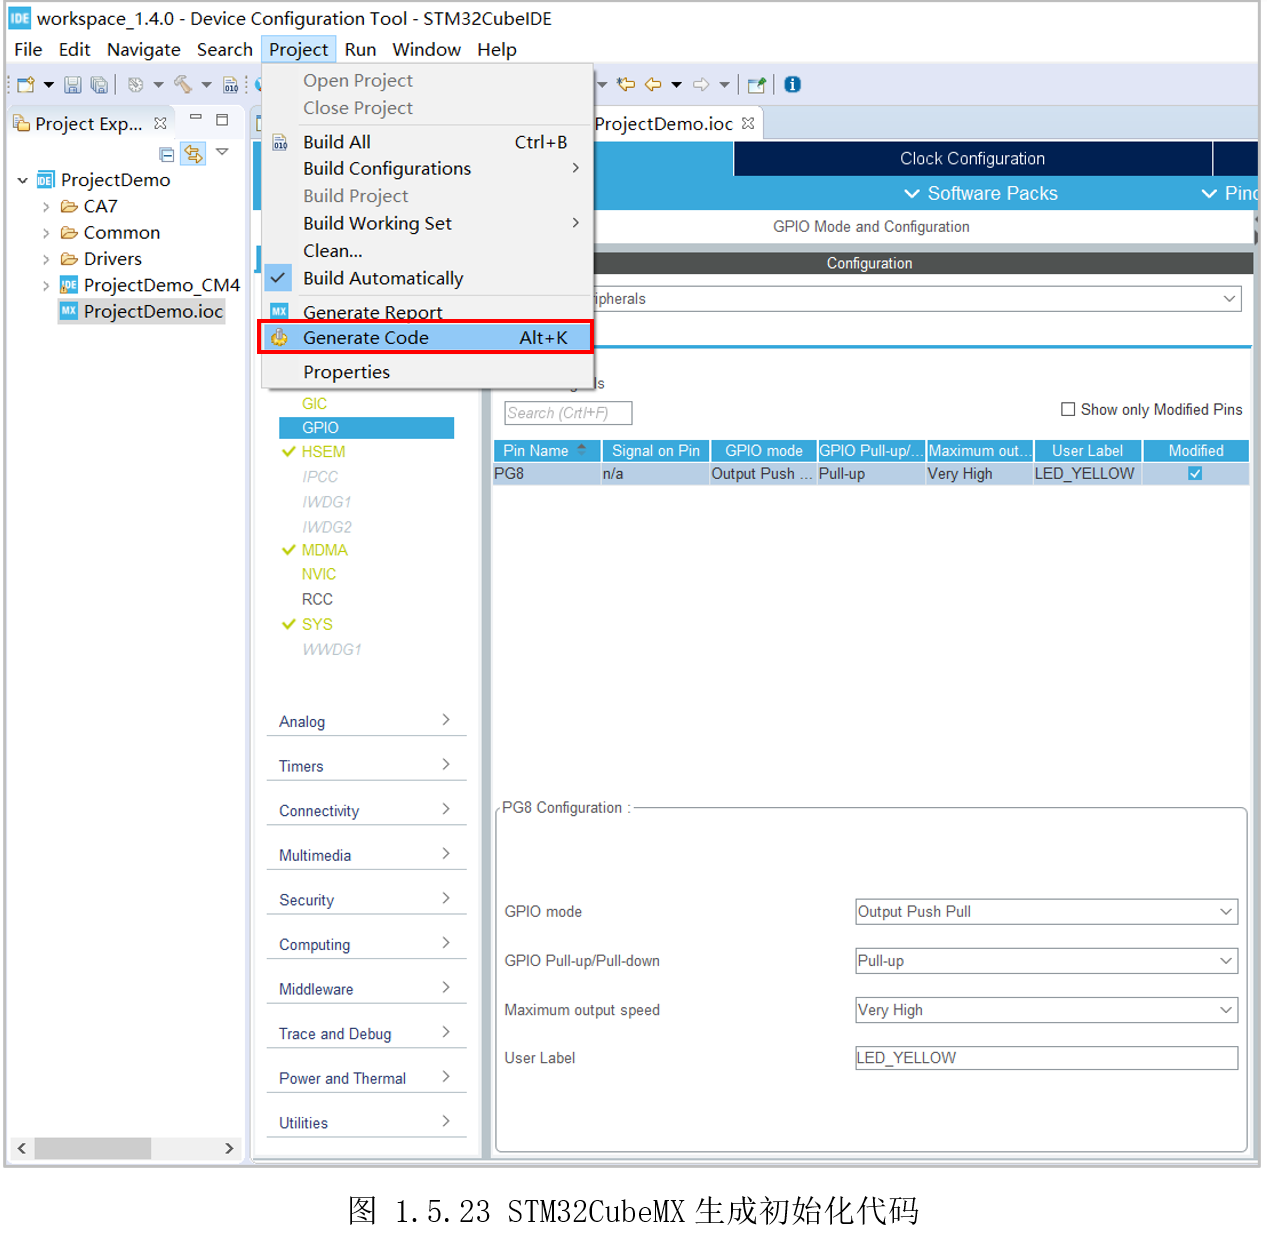 IDE workspace_1.4.0 - Device Configuration Tool - STM32CubeIDE
File Edit Navigate Search Project Run Window Help
Project Exp...
ProjectDemo
CA7
Common
Drivers
ProjectDemo_CM4
MX ProjectDemo.ioc
Open Project
Close Project
Build All Ctrl+B
Build Configurations
Build Project
Build Working Set
Clean...
Build Automatically
MX Generate Report
Generate Code Alt+K
Properties
ProjectDemo.ioc
Clock Configuration
Software Packs
GPIO Mode and Configuration
Configuration
Search (Crtl+F)
Show only Modified Pins
Pin Name Signal on Pin GPIO mode GPIO Pull-up/... Maximum out... User Label Modified
PG8 n/a Output Push ... Pull-up Very High LED_YELLOW
GIC
GPIO
HSEM
IPCC
IWDG1
IWDG2
MDMA
NVIC
RCC
SYS
WWDG1
Analog
Timers
Connectivity
Multimedia
Security
Computing
Middleware
Trace and Debug
Power and Thermal
Utilities
PG8 Configuration :
GPIO mode Output Push Pull
GPIO Pull-up/Pull-down Pull-up
Maximum output speed Very High
User Label LED_YELLOW
图 1.5.23 STM32CubeMX 生成初始化代码